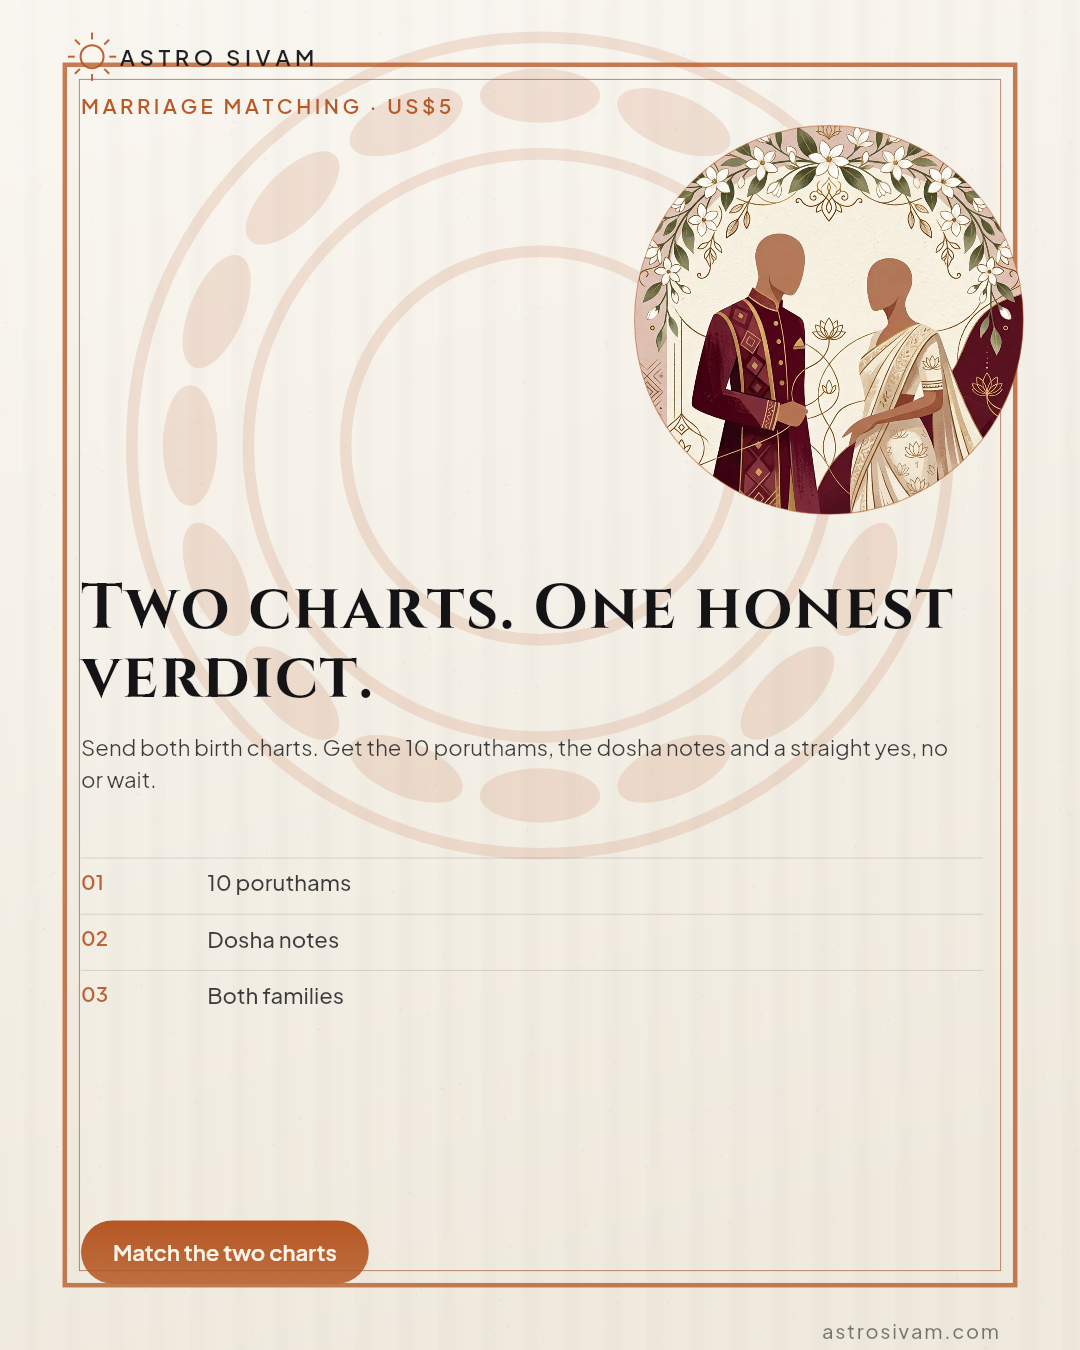 ASTRO SIVAM
MARRIAGE MATCHING · US$5
Two charts. One honest
verdict.
Send both birth charts. Get the 10 poruthams, the dosha notes and a straight yes, no
or wait.
01 10 poruthams
02 Dosha notes
03 Both families
Match the two charts
astrosivam.com